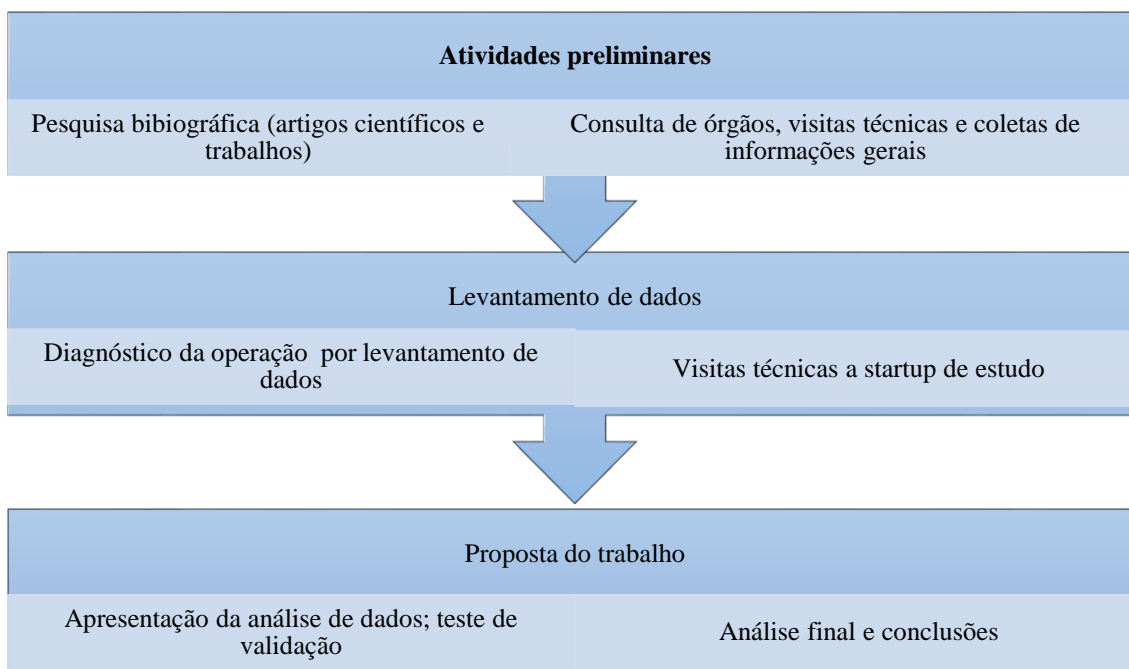 Atividades preliminares
Pesquisa bibiográfica (artigos científicos e
trabalhos)
Consulta de órgãos, visitas técnicas e coletas de
informações gerais
Levantamento de dados
Diagnóstico da operação por levantamento de
dados
Visitas técnicas a startup de estudo
Proposta do trabalho
Apresentação da análise de dados; teste de
validação
Análise final e conclusões